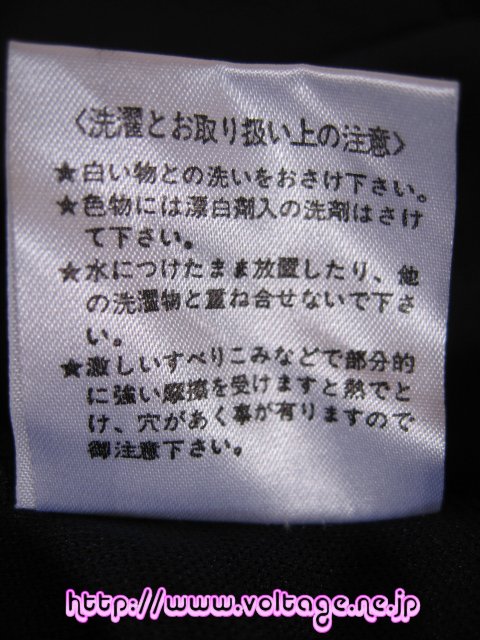 〈洗濯とお取り扱い上の注意〉
★白い物との洗いをおさけ下さい。
★色物には漂白剤入の洗剤はさけ
て下さい。
★水につけたまま放置したり、他
の洗濯物と重ね合せないで下さ
い。
★激しいすべりこみなどで部分的
に強い摩擦を受けますと熱でと
け、穴があく事が有りますので
御注意下さい。
http://www.voltage.ne.jp